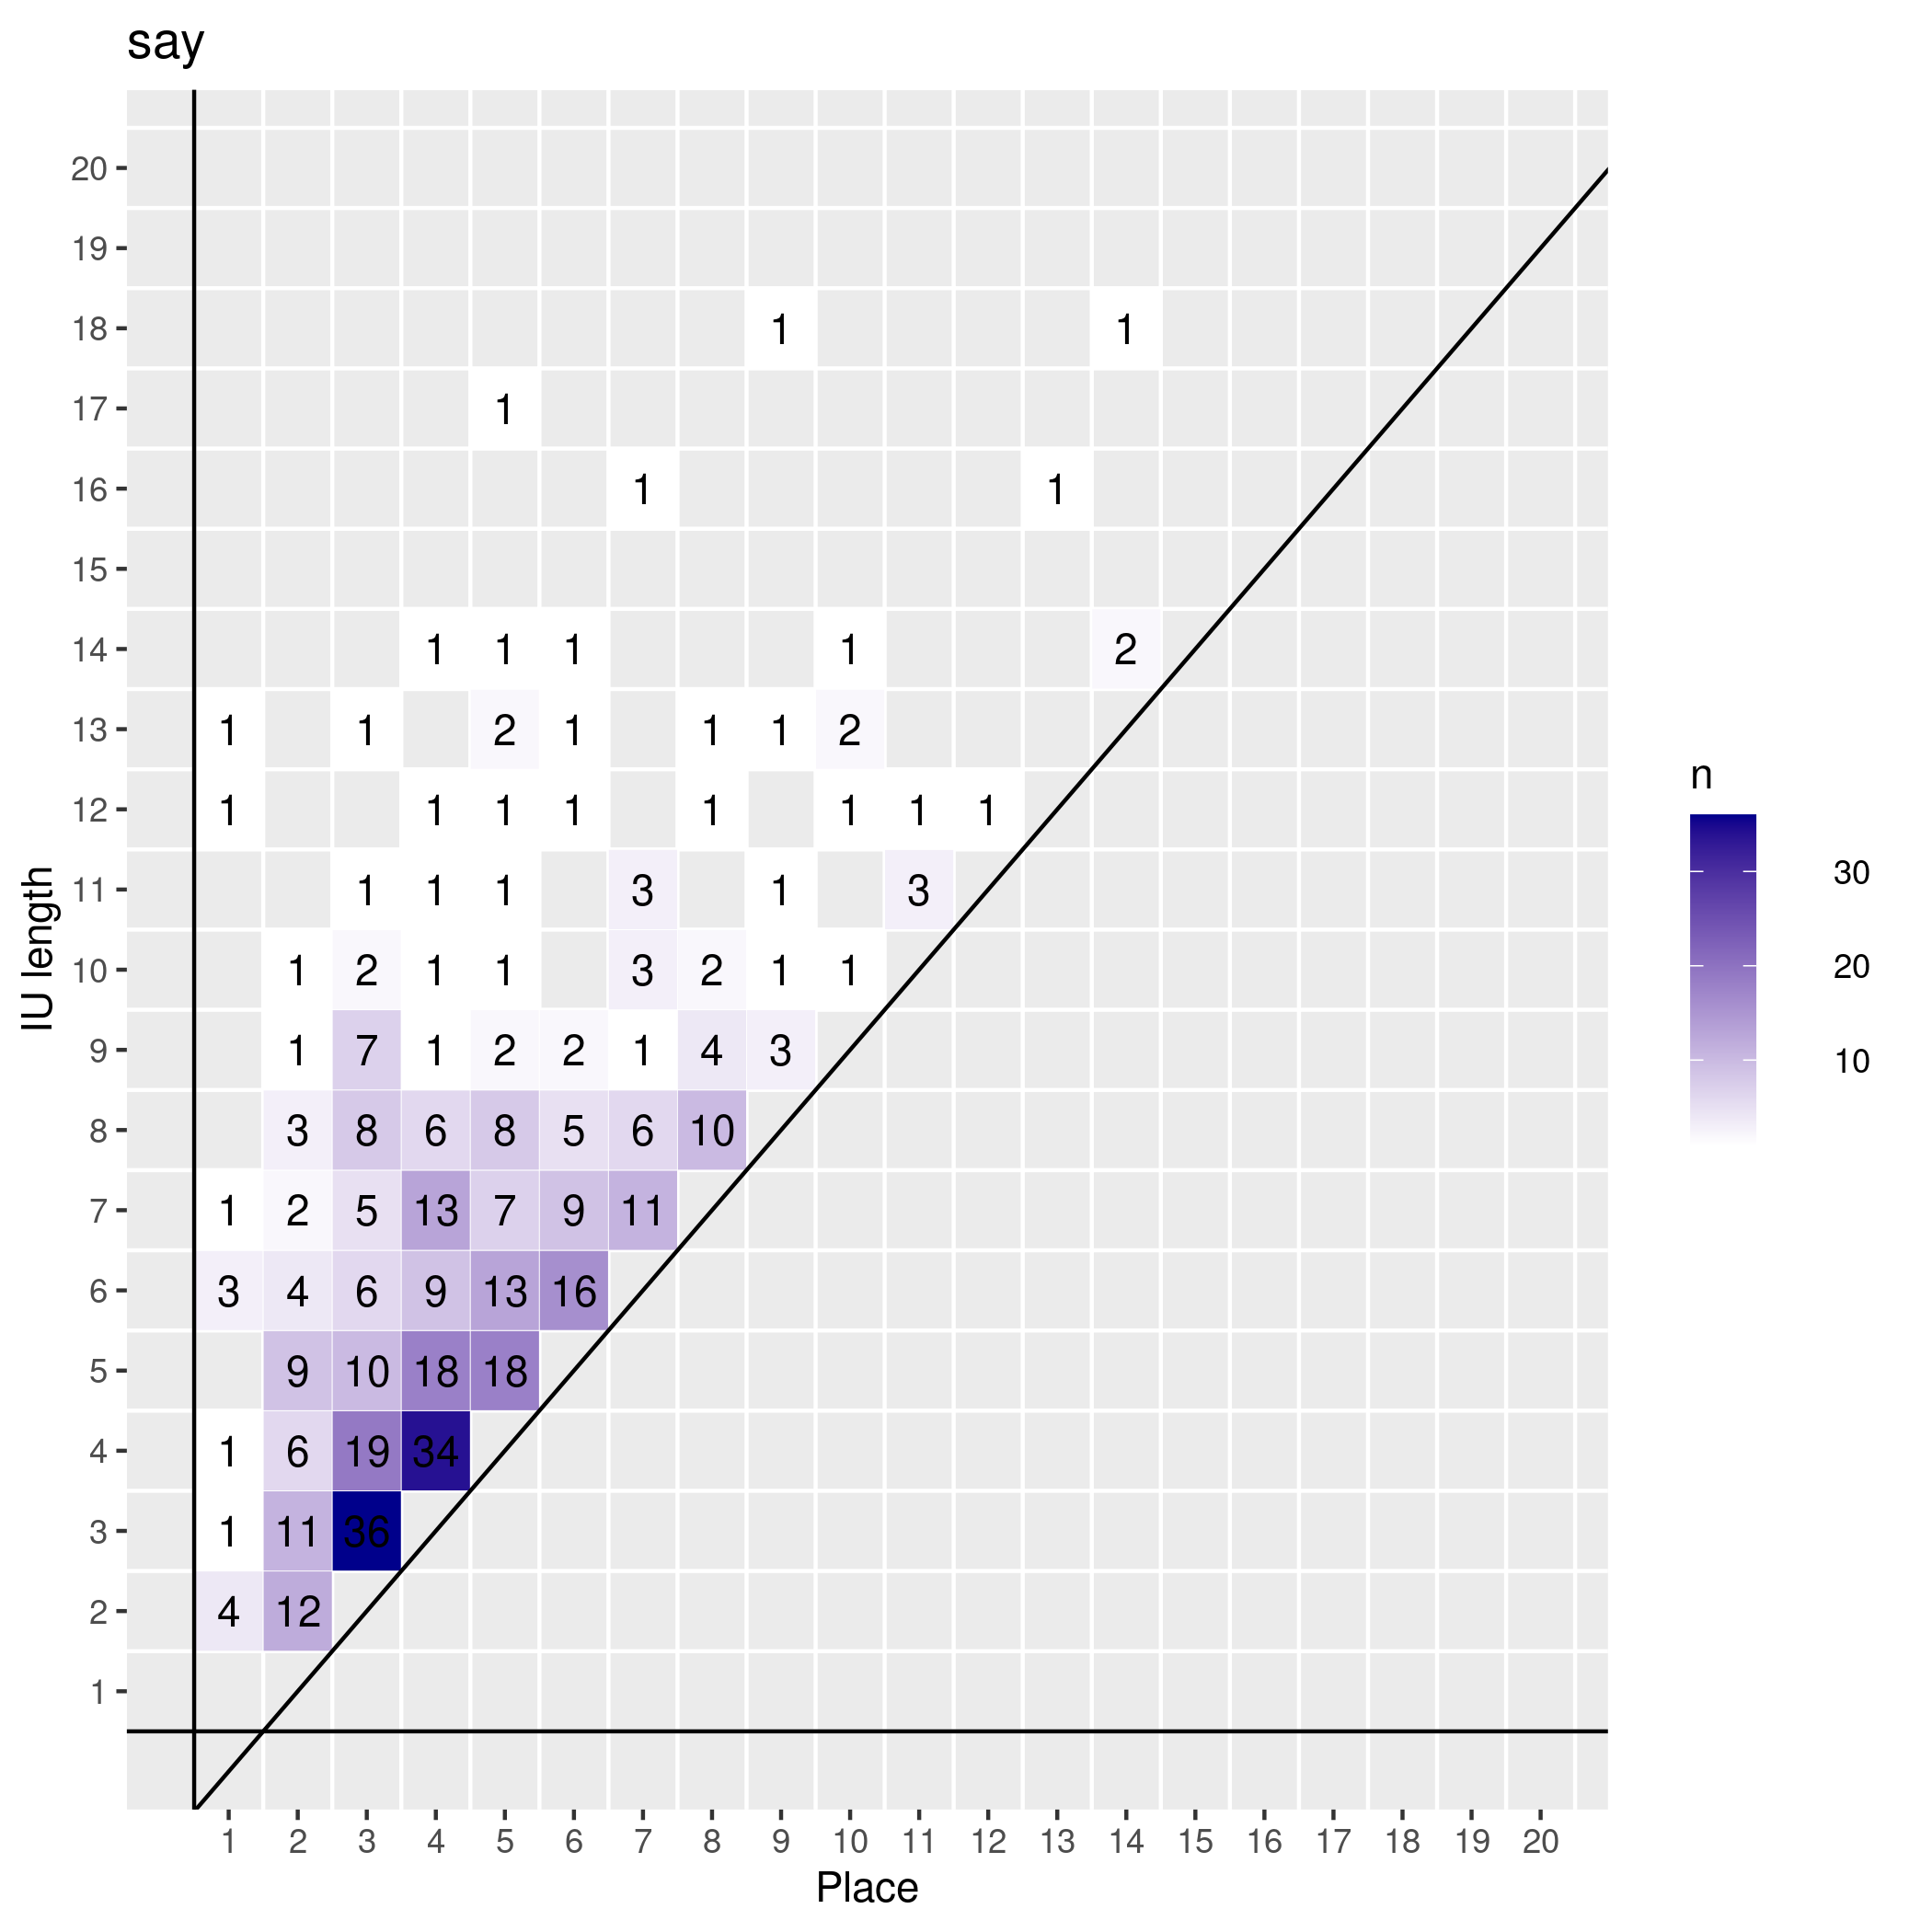 say
20
19
18 1 1
17 1
16 1 1
15
14 1 1 1 1 2
13 1 1 2 1 1 1 2
12 1 1 1 1 1 1 1 1
11 1 1 1 3 1 3
10 1 2 1 1 3 2 1 1
9 1 7 1 2 2 1 4 3
8 3 8 6 8 5 6 10
7 1 2 5 13 7 9 11
6 3 4 6 9 13 16
5 9 10 18 18
4 1 6 19 34
3 1 11 36
2 4 12
1
1 2 3 4 5 6 7 8 9 10 11 12 13 14 15 16 17 18 19 20
Place
IU length
n
30
20
10